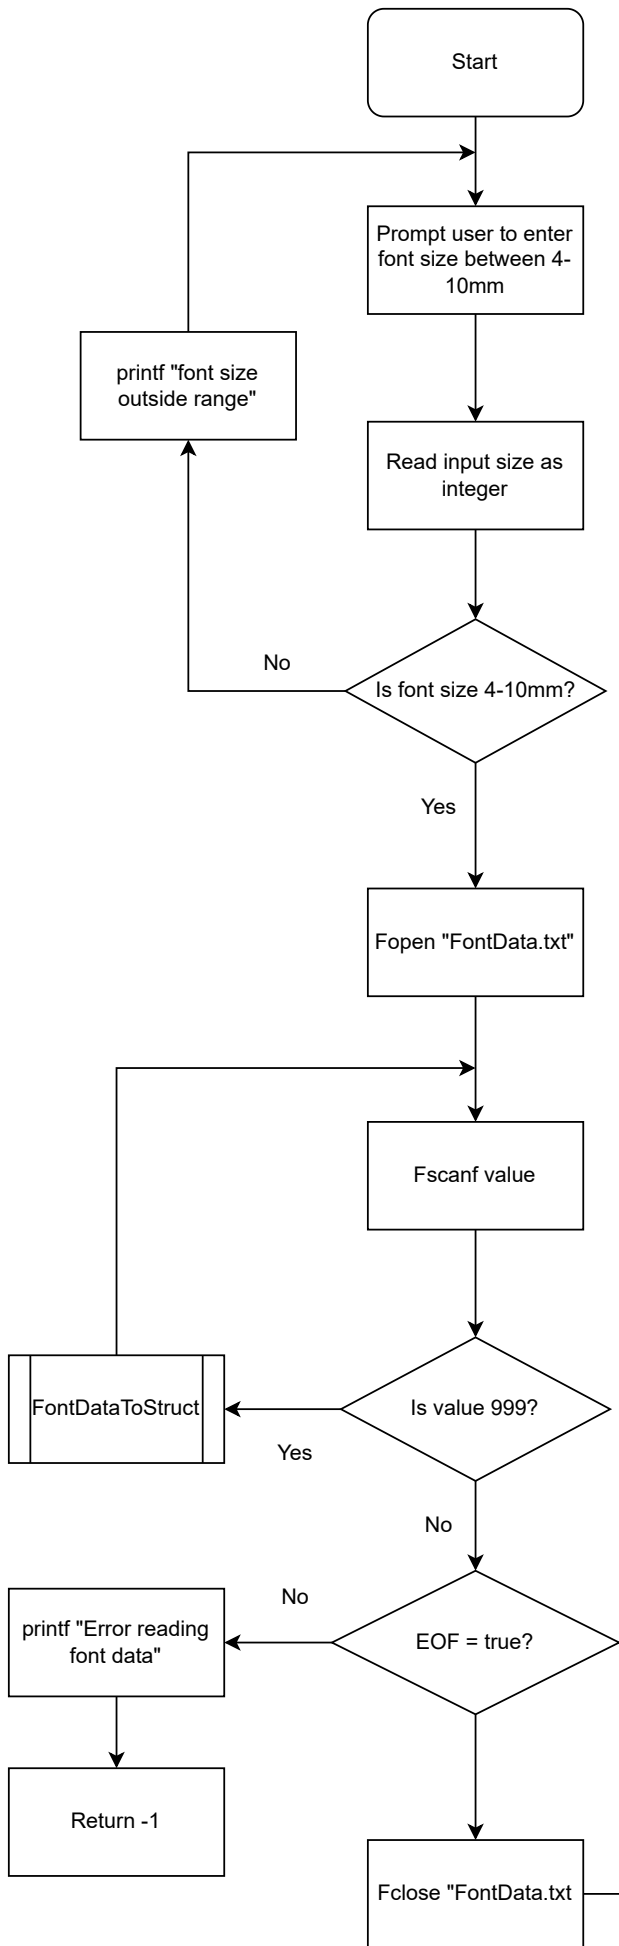 Start
Prompt user to enter
font size between 4-
10mm
printf "font size
outside range"
Read input size as
integer
No
Is font size 4-10mm?
Yes
Fopen "FontData.txt"
Fscanf value
FontDataToStruct
Is value 999?
Yes
No
No
printf "Error reading
font data"
EOF = true?
Return -1
Fclose "FontData.txt